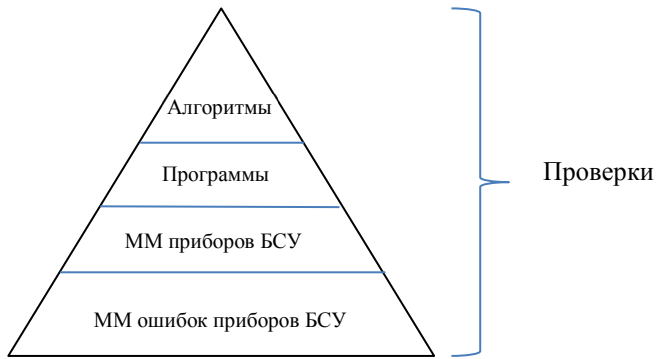 Алгоритмы
Программы
Проверки
ММ приборов БСУ
ММ ошибок приборов БСУ